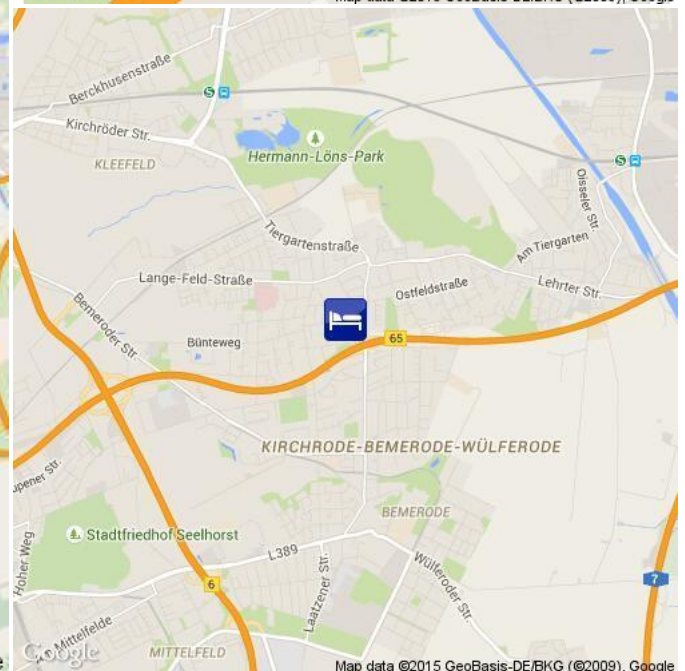 Berckhusenstraße
S
Kirchröder Str.
KLEEFELD
Hermann-Löns-Park
S
Oisseler Str.
Tiergartenstraße
Am Tiergarten
Lange-Feld-Straße
Ostfeldstraße
Lehrter Str.
Bemeroder Str.
Bünteweg
65
KIRCHRODE-BEMERODE-WÜLFERODE
BEMERODE
Stadtfriedhof Seelhorst
Hoher Weg
L389
Laatzener Str.
Wülferoder Str.
7
6
Mittelfelde
MITTELFELD
Google
Map data ©2015 GeoBasis-DE/BKG (©2009), Google